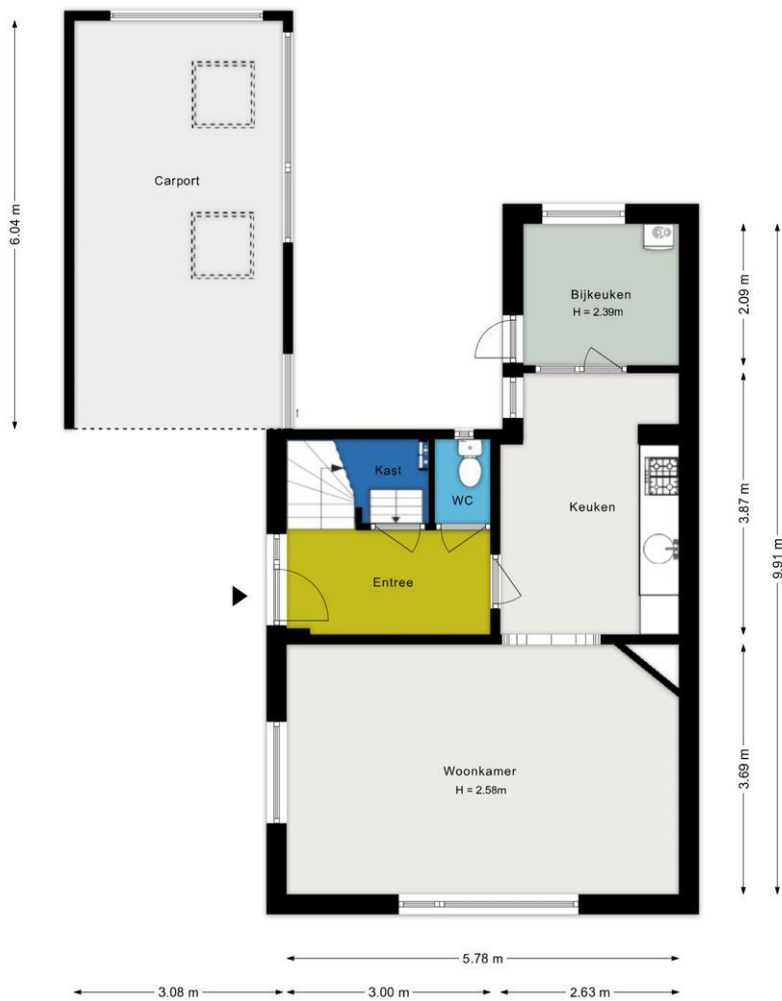 Carport
6.04 m
Bijkeuken
H = 2.39m
2.09 m
Kast
WC
Keuken
3.87 m
9.91 m
Entree
Woonkamer
H = 2.58m
3.69 m
5.78 m
3.08 m
3.00 m
2.63 m